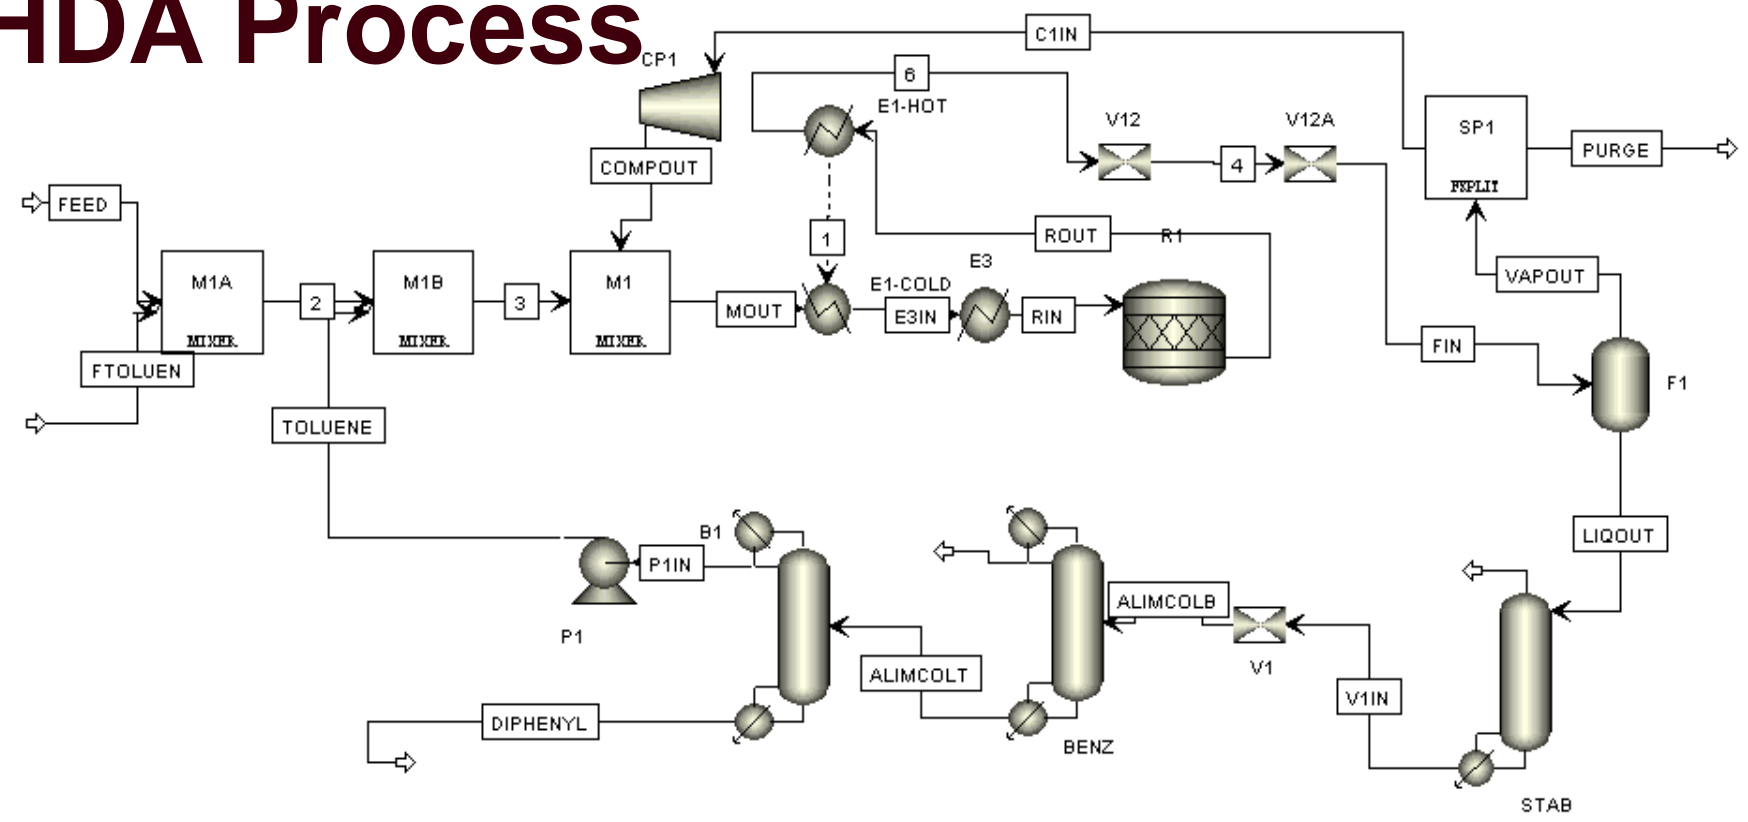 HDA Process
C1IN
CP1
6
E1-HOT
V12
V12A
SP1
FSPLIT
PURGE
COMPOUT
4
FEED
1
ROUT
R1
M1A
MIXER
2
M1B
MIXER
3
M1
MIXER
MOUT
E1-COLD
E3IN
E3
RIN
VAPOUT
FIN
F1
FTOLUEN
TOLUENE
B1
P1IN
P1
ALIMCOLB
V1
LIQOUT
ALIMCOLT
V1IN
DIPHENYL
BENZ
STAB